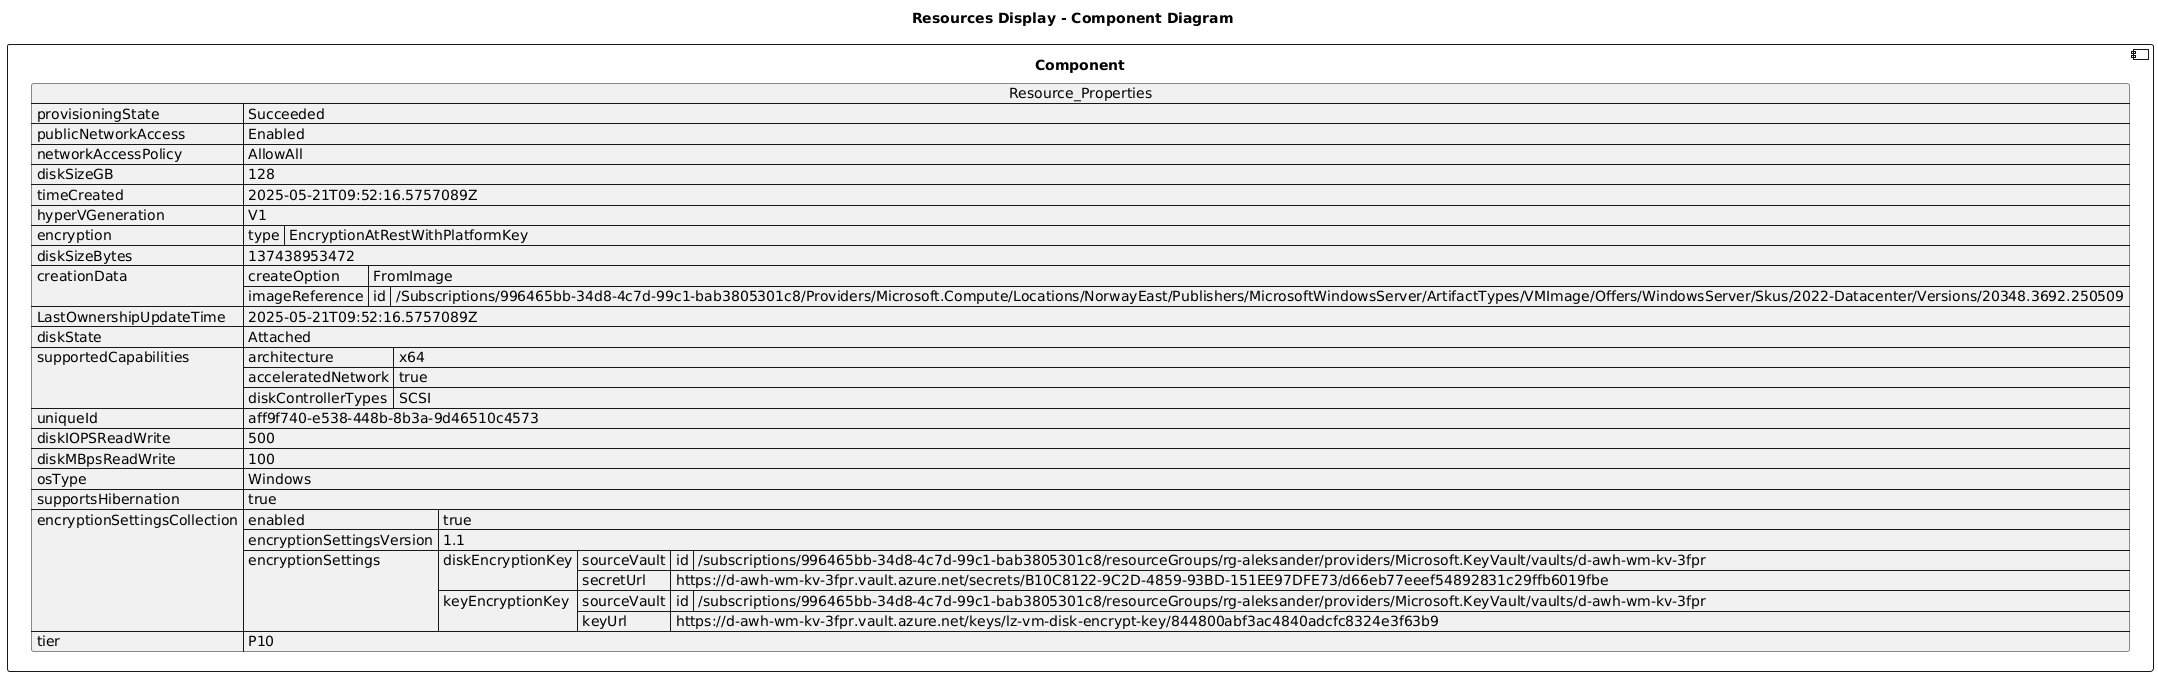 Resources Display - Component Diagram
Component
Resource_Properties
provisioningState Succeeded
publicNetworkAccess Enabled
networkAccessPolicy AllowAll
diskSizeGB 128
timeCreated 2025-05-21T09:52:16.5757089Z
hyperVGeneration V1
encryption type EncryptionAtRestWithPlatformKey
diskSizeBytes 137438953472
creationData createOption FromImage
imageReference id /Subscriptions/996465bb-34d8-4c7d-99c1-bab3805301c8/Providers/Microsoft.Compute/Locations/NorwayEast/Publishers/MicrosoftWindowsServer/ArtifactTypes/VMImage/Offers/WindowsServer/Skus/2022-Datacenter/Versions/20348.3692.250509
LastOwnershipUpdateTime 2025-05-21T09:52:16.5757089Z
diskState Attached
supportedCapabilities architecture x64
acceleratedNetwork true
diskControllerTypes SCSI
uniqueId aff9f740-e538-448b-8b3a-9d46510c4573
diskIOPSReadWrite 500
diskMBpsReadWrite 100
osType Windows
supportsHibernation true
encryptionSettingsCollection enabled true
encryptionSettingsVersion 1.1
encryptionSettings diskEncryptionKey sourceVault id /subscriptions/996465bb-34d8-4c7d-99c1-bab3805301c8/resourceGroups/rg-aleksander/providers/Microsoft.KeyVault/vaults/d-awh-wm-kv-3fpr
secretUrl https://d-awh-wm-kv-3fpr.vault.azure.net/secrets/B10C8122-9C2D-4859-93BD-151EE97DFE73/d66eb77eeef54892831c29ffb6019fbe
keyEncryptionKey sourceVault id /subscriptions/996465bb-34d8-4c7d-99c1-bab3805301c8/resourceGroups/rg-aleksander/providers/Microsoft.KeyVault/vaults/d-awh-wm-kv-3fpr
keyUrl https://d-awh-wm-kv-3fpr.vault.azure.net/keys/lz-vm-disk-encrypt-key/844800abf3ac4840adcfc8324e3f63b9
tier P10